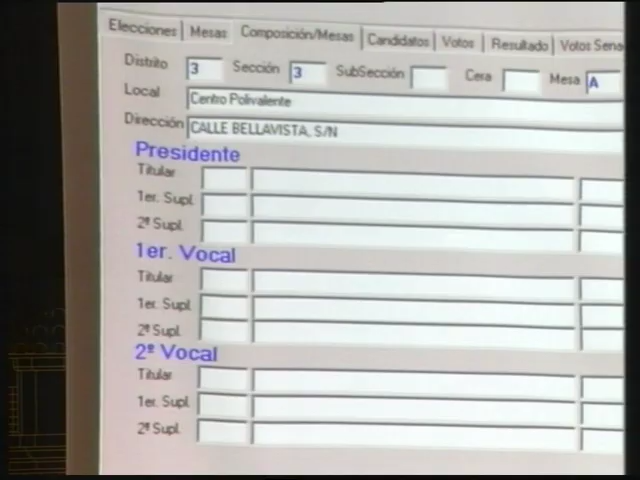 Elecciones Mesas Composición/Mesas Candidatos Votos Resultado Votos Sena
Distrito 3 Sección 3 SubSección Cera Mesa A
Local Centro Polivalente
Dirección CALLE BELLAVISTA, S/N
Presidente
Titular
1er. Supl.
2º Supl.
1er. Vocal
Titular
1er. Supl.
2º Supl.
2º Vocal
Titular
1er. Supl.
2º Supl.